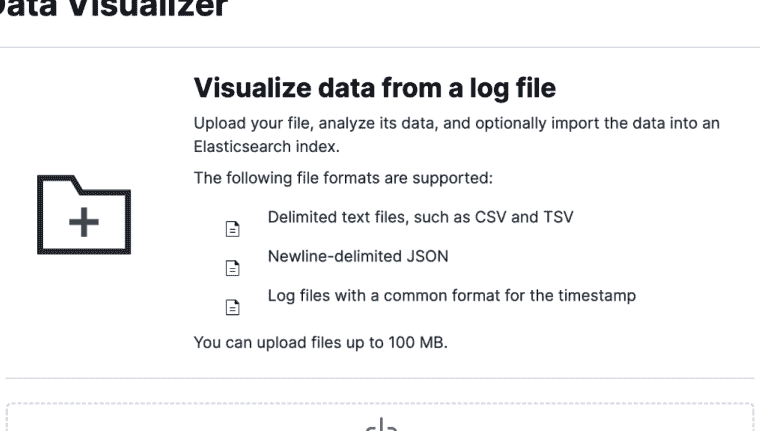 Data Visualizer
Visualize data from a log file
Upload your file, analyze its data, and optionally import the data into an
Elasticsearch index.
The following file formats are supported:
Delimited text files, such as CSV and TSV
Newline-delimited JSON
Log files with a common format for the timestamp
You can upload files up to 100 MB.